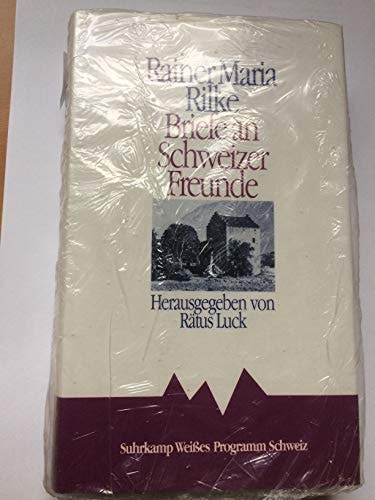 Rainer Maria
Rilke
Briefe an
Schweizer
Freunde
Herausgegeben von
Rätus Luck
Suhrkamp Weißes Programm Schweiz